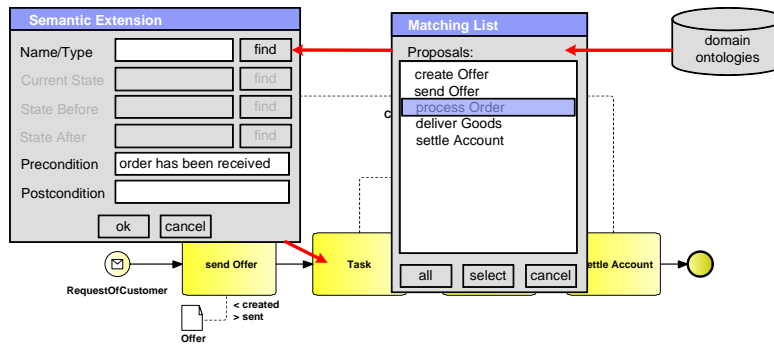 Semantic Extension
Name/Type
find
Current State
find
State Before
find
State After
find
Precondition
order has been received
Postcondition
ok
cancel
Matching List
Proposals:
create Offer
send Offer
process Order
deliver Goods
settle Account
all
select
cancel
domain
ontologies
C
RequestOfCustomer
send Offer
Task
ettle Account
< created
> sent
Offer